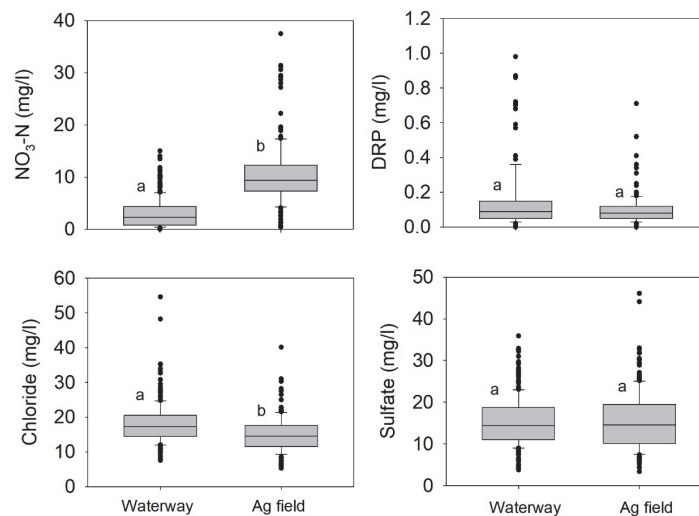 NO3-N (mg/l)
40
30
20
10
0
a
b
DRP (mg/l)
1.2
1.0
0.8
0.6
0.4
0.2
0.0
a
a
Chloride (mg/l)
60
50
40
30
20
10
0
a
b
Waterway
Ag field
Sulfate (mg/l)
50
40
30
20
10
0
a
a
Waterway
Ag field